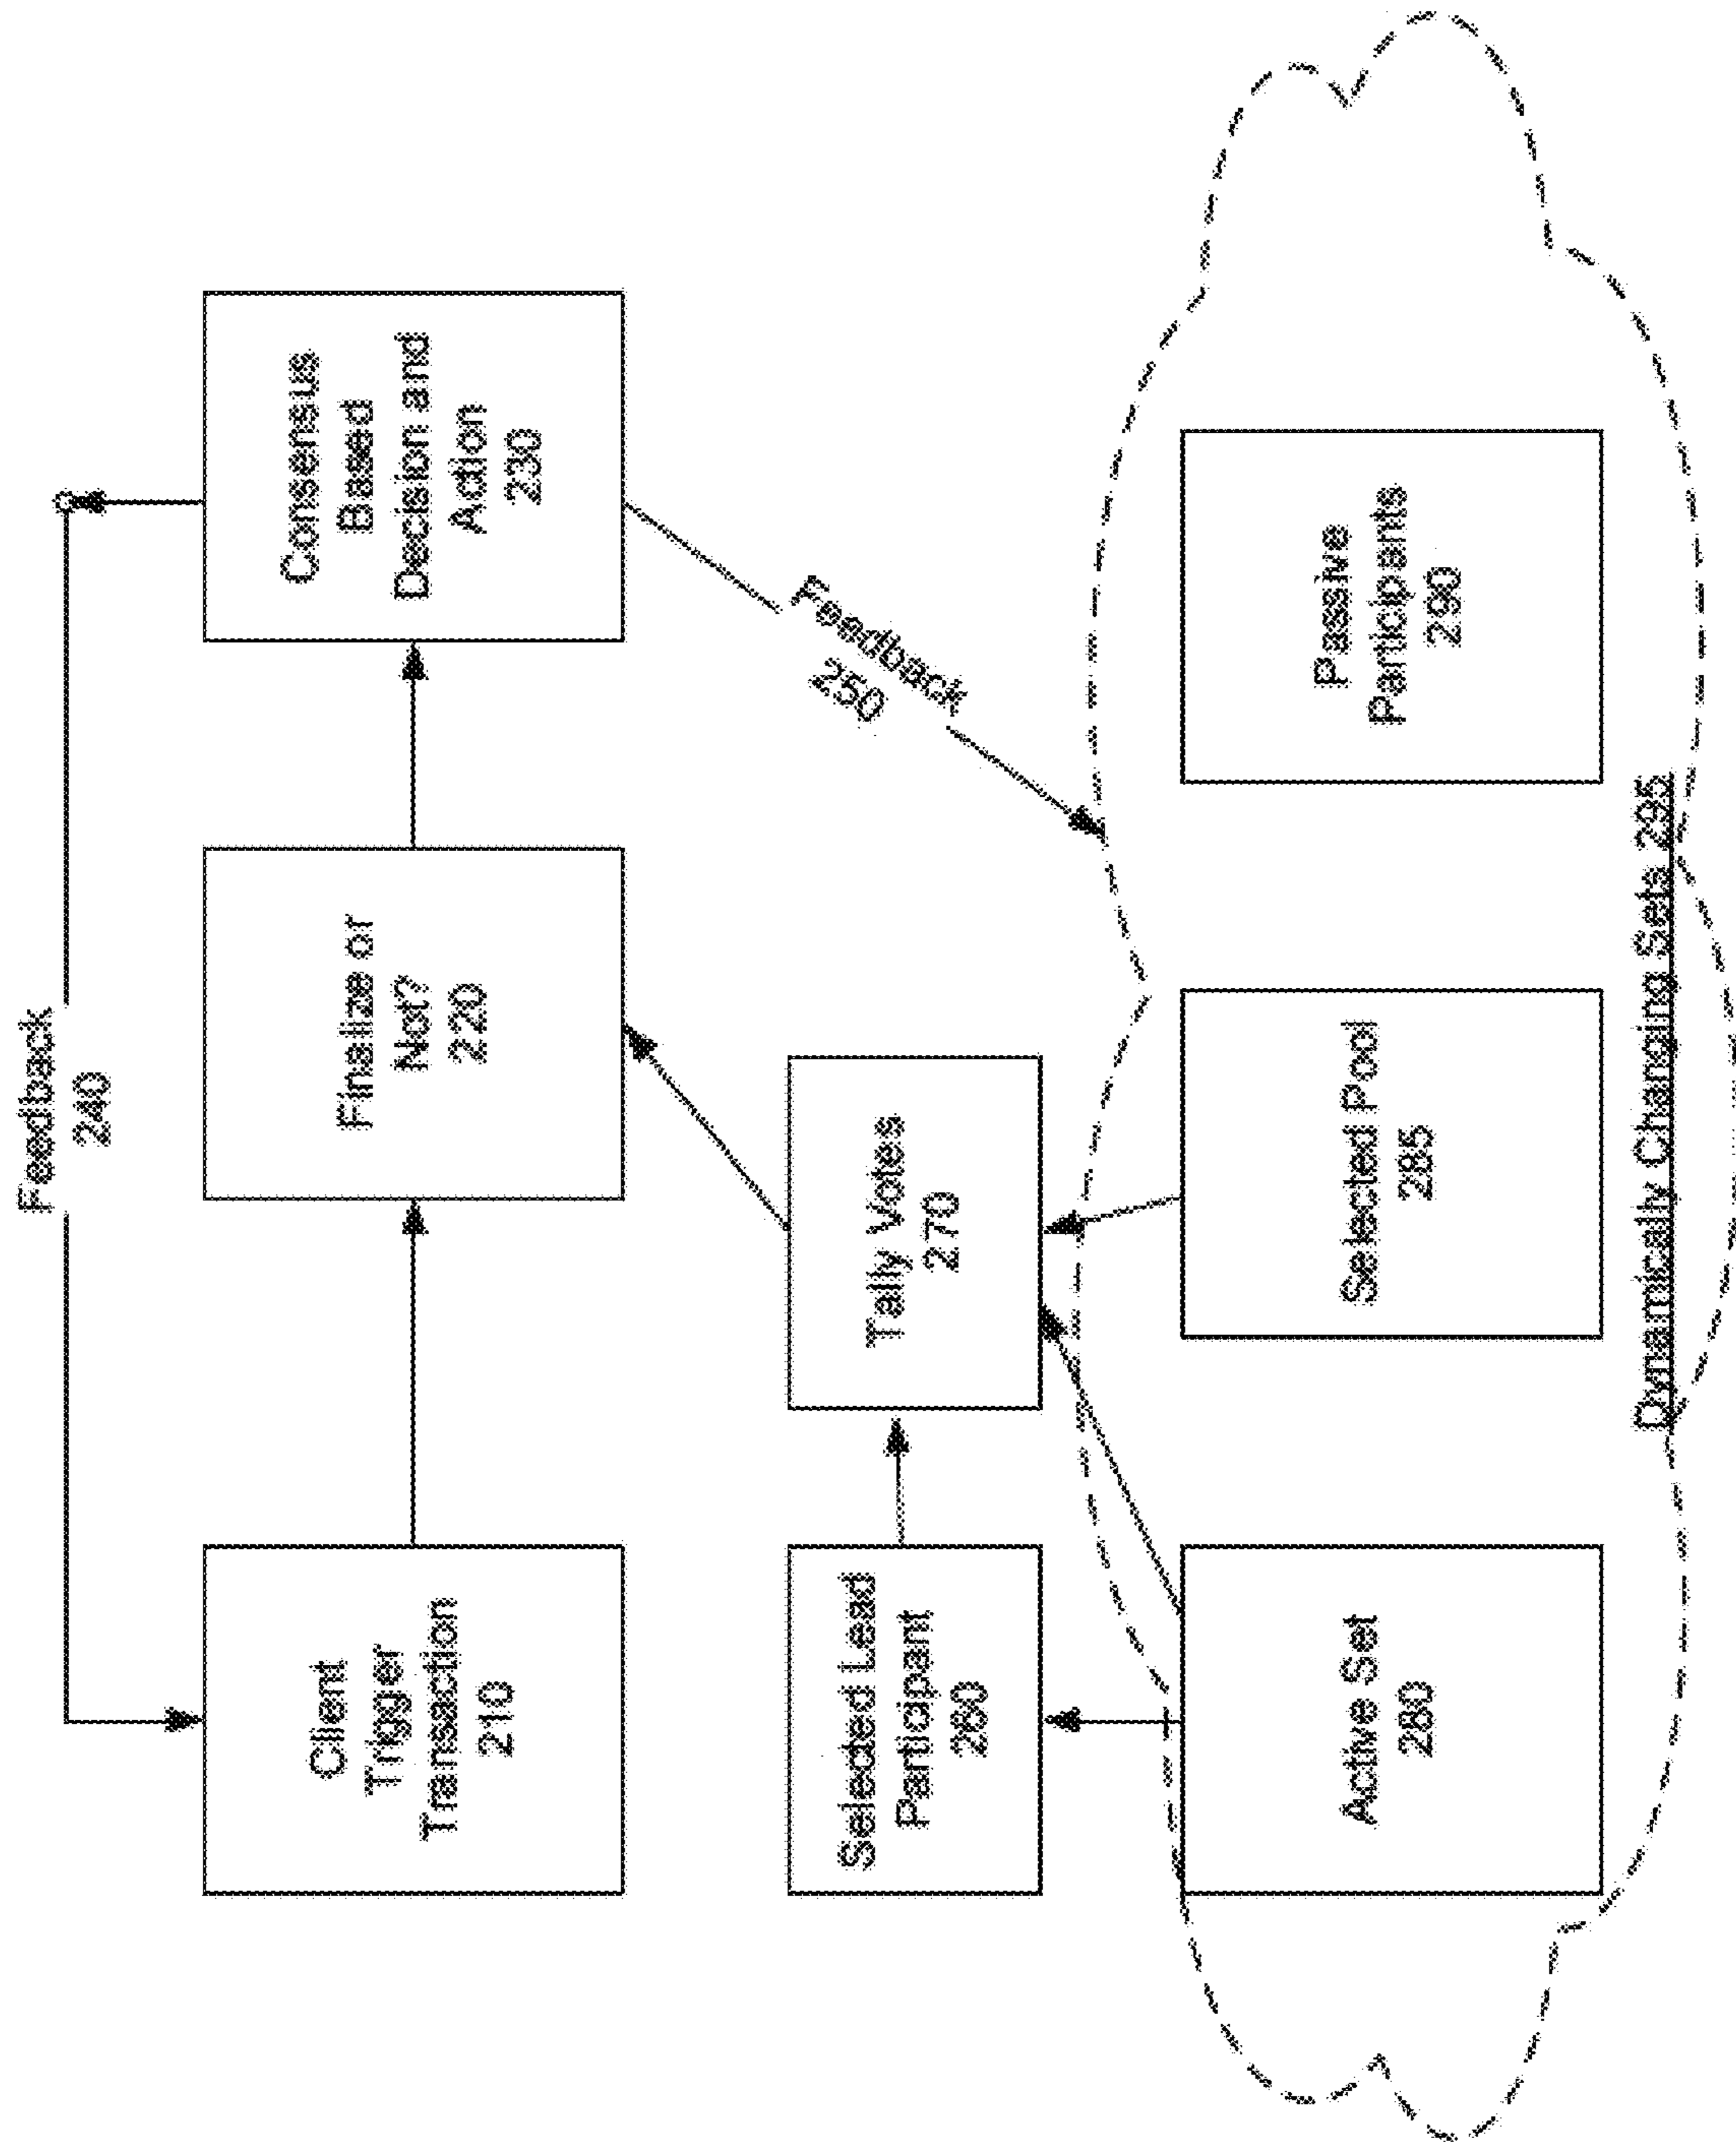 Feedback
240
Client
Trigger
Transaction
210
Finalize or
Not?
220
Consensus
Based
Decision and
Action
230
Feedback
250
Selected Lead
Participant
260
Tally Votes
270
Active Set
280
Selected Pool
285
Passive
Participants
290
Dynamically Changing Sets 295